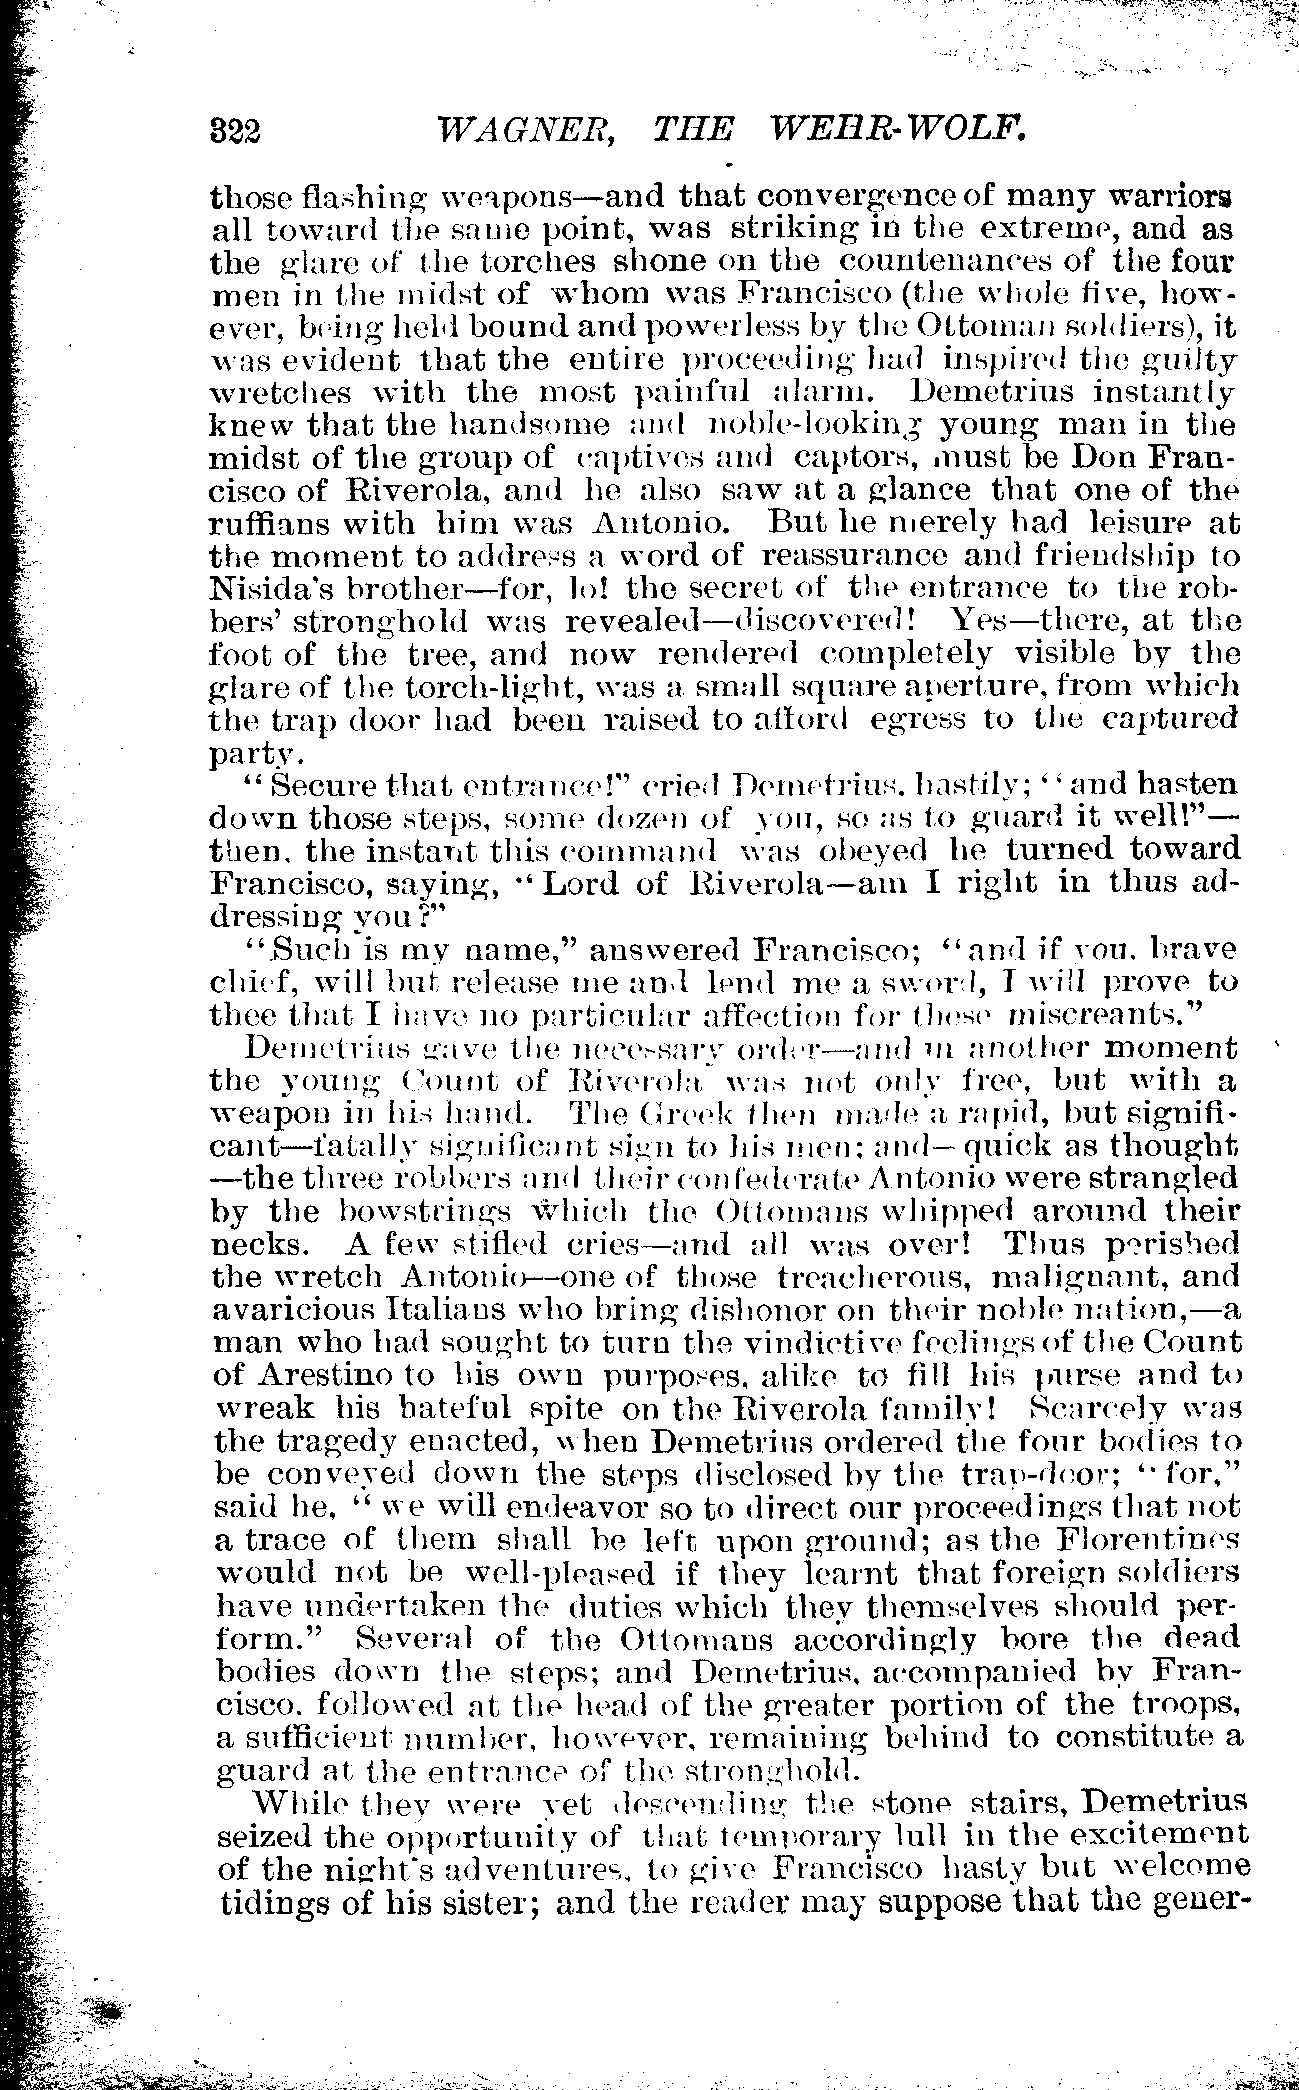 322 WAGNER, THE WEHR-WOLF.
those flashing weapons—and that convergence of many warriors
all toward the same point, was striking in the extreme, and as
the glare of the torches shone on the countenances of the four
men in the midst of whom was Francisco (the whole five, how-
ever, being held bound and powerless by the Ottoman soldiers), it
was evident that the entire proceeding had inspired the guilty
wretches with the most painful alarm. Demetrius instantly
knew that the handsome and noble-looking young man in the
midst of the group of captives and captors, must be Don Fran-
cisco of Riverola, and he also saw at a glance that one of the
ruffians with him was Antonio. But he merely had leisure at
the moment to address a word of reassurance and friendship to
Nisida's brother—for, lo! the secret of the entrance to the rob-
bers' stronghold was revealed—discovered! Yes—there, at the
foot of the tree, and now rendered completely visible by the
glare of the torch-light, was a small square aperture, from which
the trap door had been raised to afford egress to the captured
party.
"Secure that entrance!" cried Demetrius, hastily; "and hasten
down those steps, some dozen of you, so as to guard it well!"—
then, the instant this command was obeyed he turned toward
Francisco, saying, "Lord of Riverola—am I right in thus ad-
dressing you?"
"Such is my name," answered Francisco; "and if you, brave
chief, will but release me and lend me a sword, I will prove to
thee that I have no particular affection for these miscreants."
Demetrius gave the necessary order—and in another moment
the young Count of Riverola was not only free, but with a
weapon in his hand. The Greek then made a rapid, but signifi-
cant—fatally significant sign to his men; and—quick as thought
—the three robbers and their confederate Antonio were strangled
by the bowstrings which the Ottomans whipped around their
necks. A few stifled cries—and all was over! Thus perished
the wretch Antonio—one of those treacherous, malignant, and
avaricious Italians who bring dishonor on their noble nation,—a
man who had sought to turn the vindictive feelings of the Count
of Arestino to his own purposes, alike to fill his purse and to
wreak his hateful spite on the Riverola family! Scarcely was
the tragedy enacted, when Demetrius ordered the four bodies to
be conveyed down the steps disclosed by the trap-door; "for,"
said he, "we will endeavor so to direct our proceedings that not
a trace of them shall be left upon ground; as the Florentines
would not be well-pleased if they learnt that foreign soldiers
have undertaken the duties which they themselves should per-
form." Several of the Ottomans accordingly bore the dead
bodies down the steps; and Demetrius, accompanied by Fran-
cisco, followed at the head of the greater portion of the troops,
a sufficient number, however, remaining behind to constitute a
guard at the entrance of the stronghold.
While they were yet descending the stone stairs, Demetrius
seized the opportunity of that temporary lull in the excitement
of the night's adventures, to give Francisco hasty but welcome
tidings of his sister; and the reader may suppose that the gener-